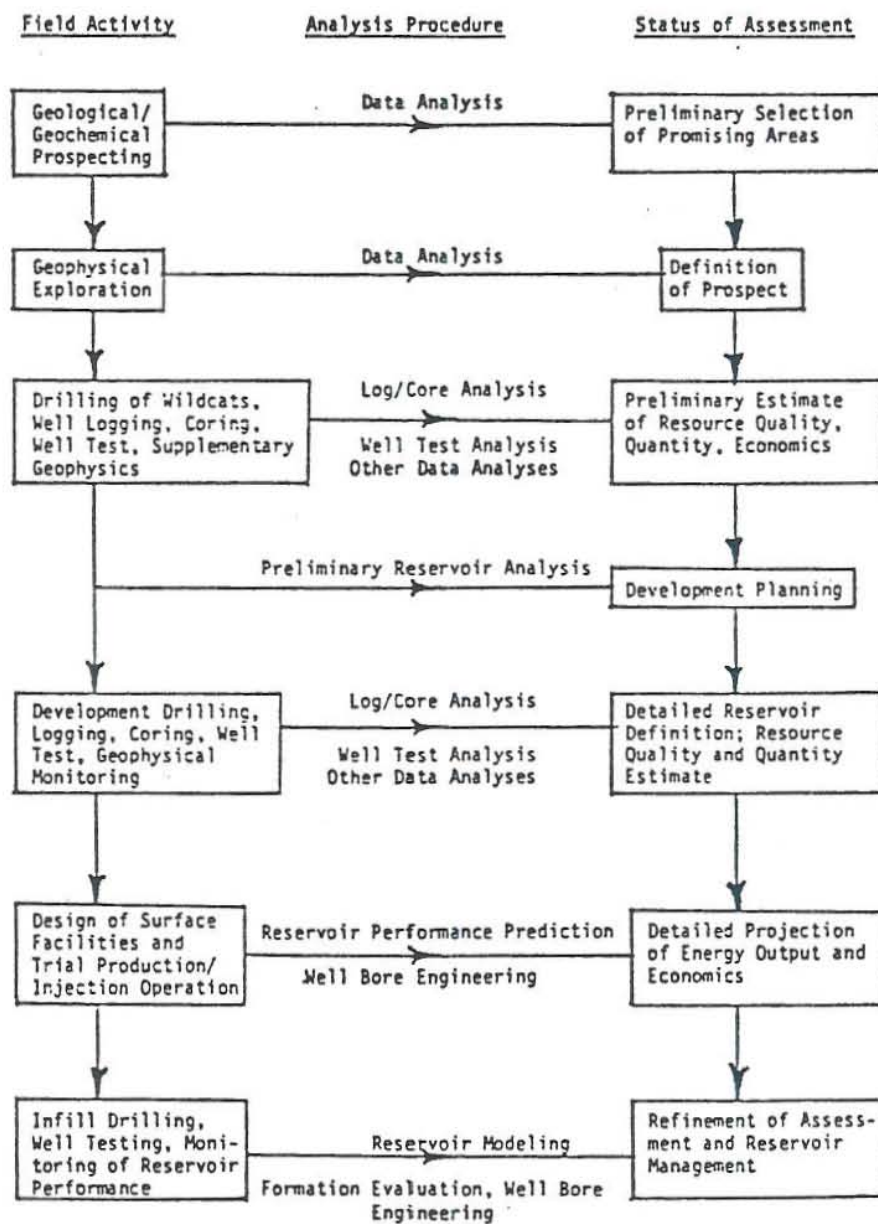 Field Activity
Analysis Procedure
Status of Assessment
Geological/
Geochemical
Prospecting
Data Analysis
Preliminary Selection
of Promising Areas
Geophysical
Exploration
Data Analysis
Definition
of Prospect
Drilling of Wildcats,
Well Logging, Coring,
Well Test, Supplementary
Geophysics
Log/Core Analysis
Well Test Analysis
Other Data Analyses
Preliminary Estimate
of Resource Quality,
Quantity, Economics
Preliminary Reservoir Analysis
Development Planning
Development Drilling,
Logging, Coring, Well
Test, Geophysical
Monitoring
Log/Core Analysis
Well Test Analysis
Other Data Analyses
Detailed Reservoir
Definition; Resource
Quality and Quantity
Estimate
Design of Surface
Facilities and
Trial Production/
Injection Operation
Reservoir Performance Prediction
Well Bore Engineering
Detailed Projection
of Energy Output and
Economics
Infill Drilling,
Well Testing, Moni-
toring of Reservoir
Performance
Reservoir Modeling
Formation Evaluation, Well Bore
Engineering
Refinement of Assess-
ment and Reservoir
Management